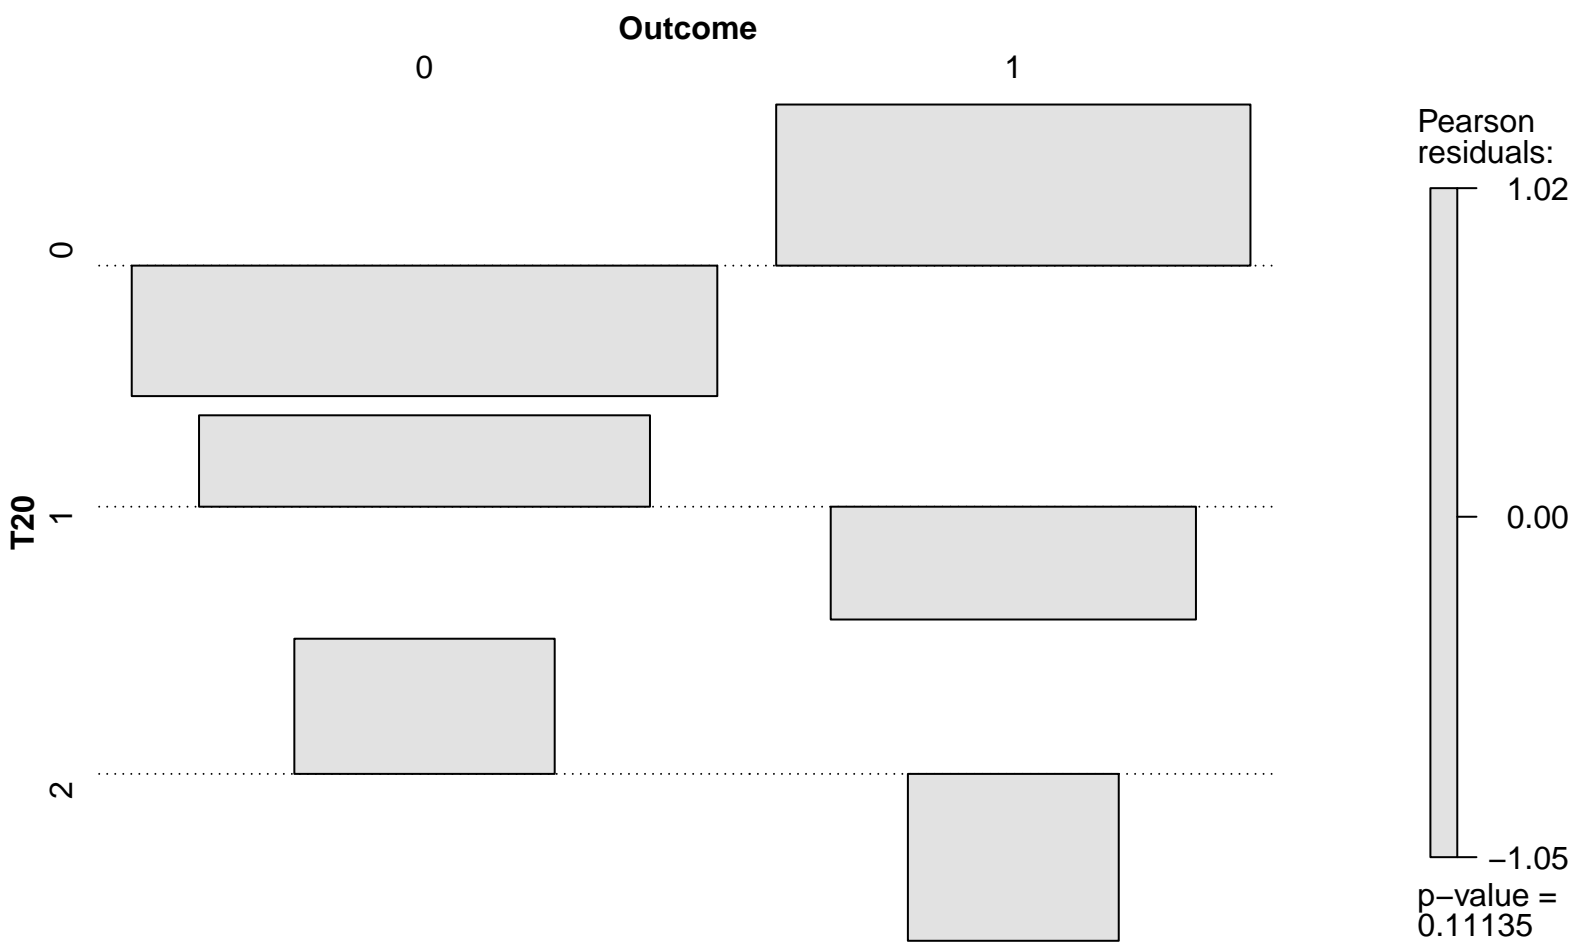 Outcome
0 1
Pearson
residuals:
1.02
0.00
−1.05
p−value =
0.11135
T20
0
1
2